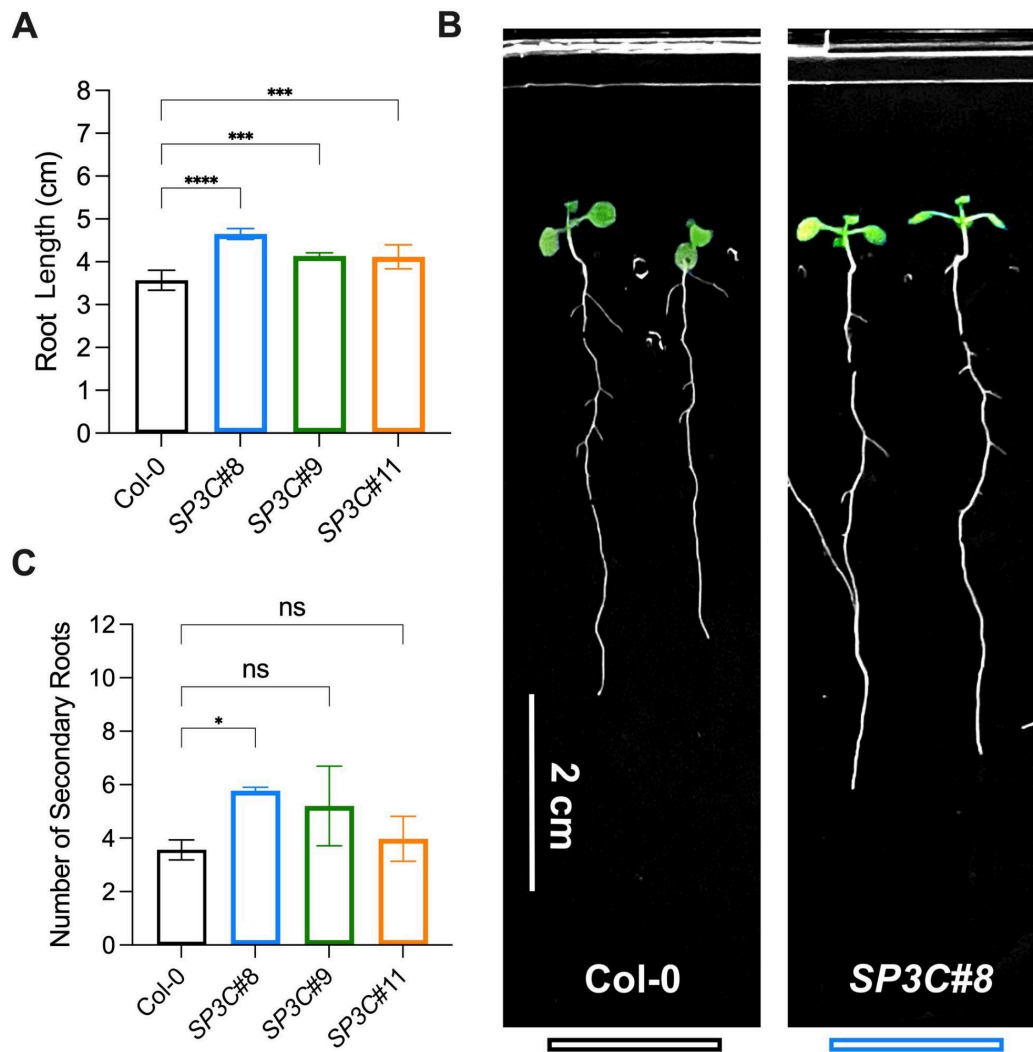 A
8
7
6
5
4
3
2
1
0
Root Length (cm)
***
***
****
Col-0
SP3C#8
SP3C#9
SP3C#11
B
2 cm
Col-0
SP3C#8
C
12
10
8
6
4
2
0
Number of Secondary Roots
ns
ns
*
Col-0
SP3C#8
SP3C#9
SP3C#11